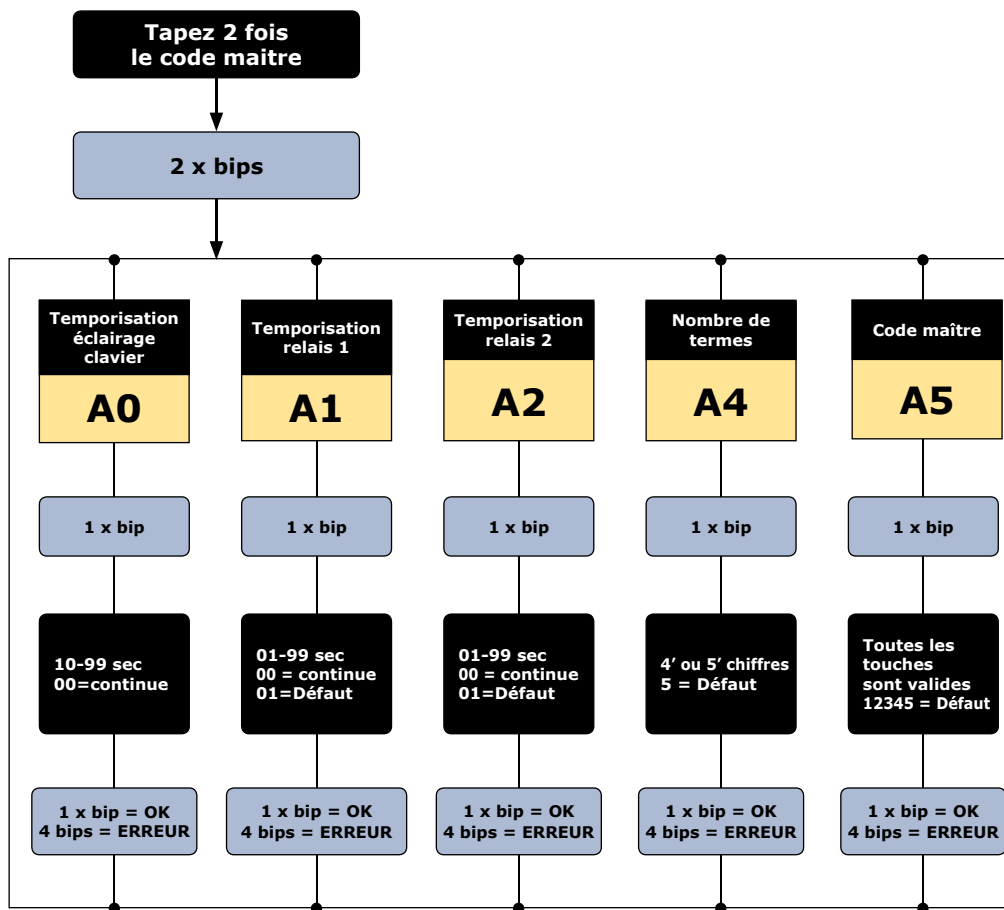 Tapez 2 fois
le code maitre
2 x bips
Temporisation
éclairage
clavier
A0
1 x bip
10-99 sec
00=continue
1 x bip = OK
4 bips = ERREUR
Temporisation
relais 1
A1
1 x bip
01-99 sec
00 = continue
01=Défaut
1 x bip = OK
4 bips = ERREUR
Temporisation
relais 2
A2
1 x bip
01-99 sec
00 = continue
01=Défaut
1 x bip = OK
4 bips = ERREUR
Nombre de
termes
A4
1 x bip
4’ ou 5’ chiffres
5 = Défaut
1 x bip = OK
4 bips = ERREUR
Code maître
A5
1 x bip
Toutes les
touches
sont valides
12345 = Défaut
1 x bip = OK
4 bips = ERREUR